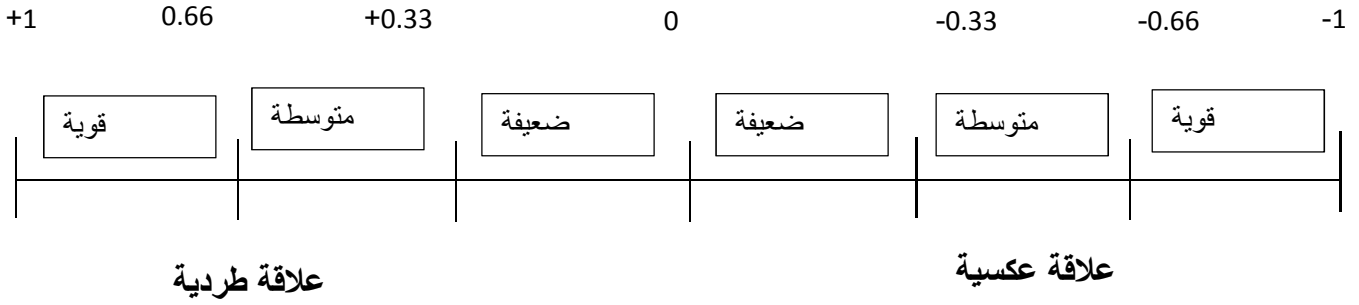 +1 0.66 +0.33 0 -0.33 -0.66 -1
قوية متوسطة ضعيفة ضعيفة متوسطة قوية
علاقة عكسية علاقة طردية